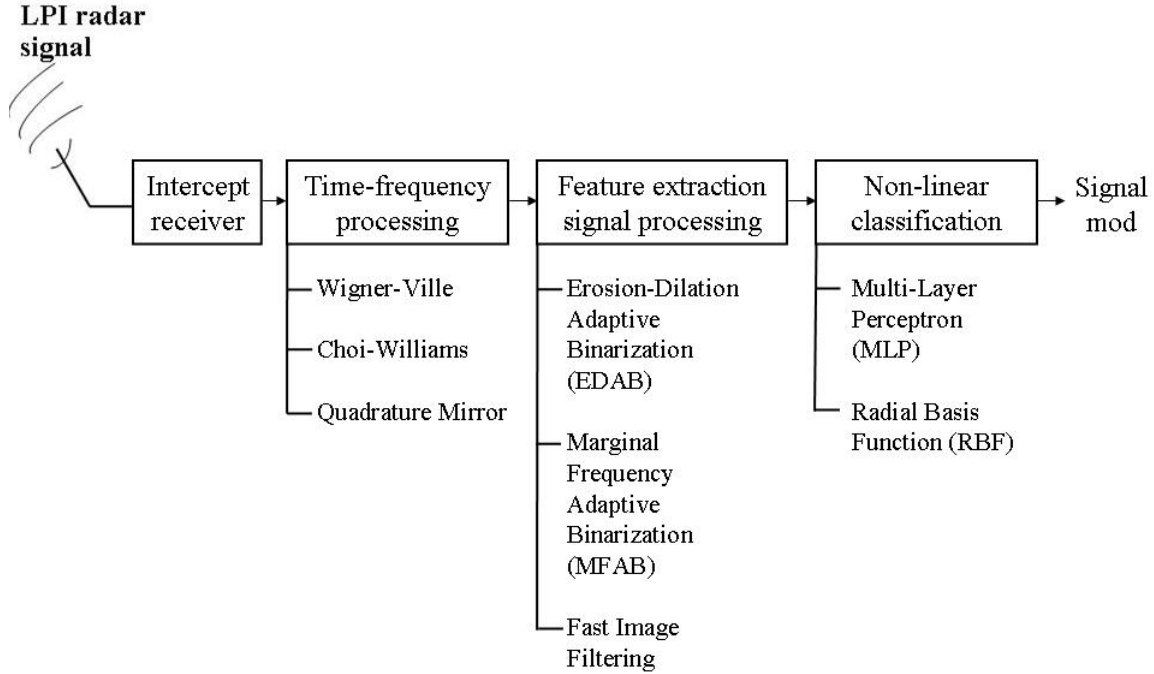 LPI radar
signal
Intercept
receiver
Time-frequency
processing
Feature extraction
signal processing
Non-linear
classification
Signal
mod
Wigner-Ville
Choi-Williams
Quadrature Mirror
Erosion-Dilation
Adaptive
Binarization
(EDAB)
Marginal
Frequency
Adaptive
Binarization
(MFAB)
Fast Image
Filtering
Multi-Layer
Perceptron
(MLP)
Radial Basis
Function (RBF)